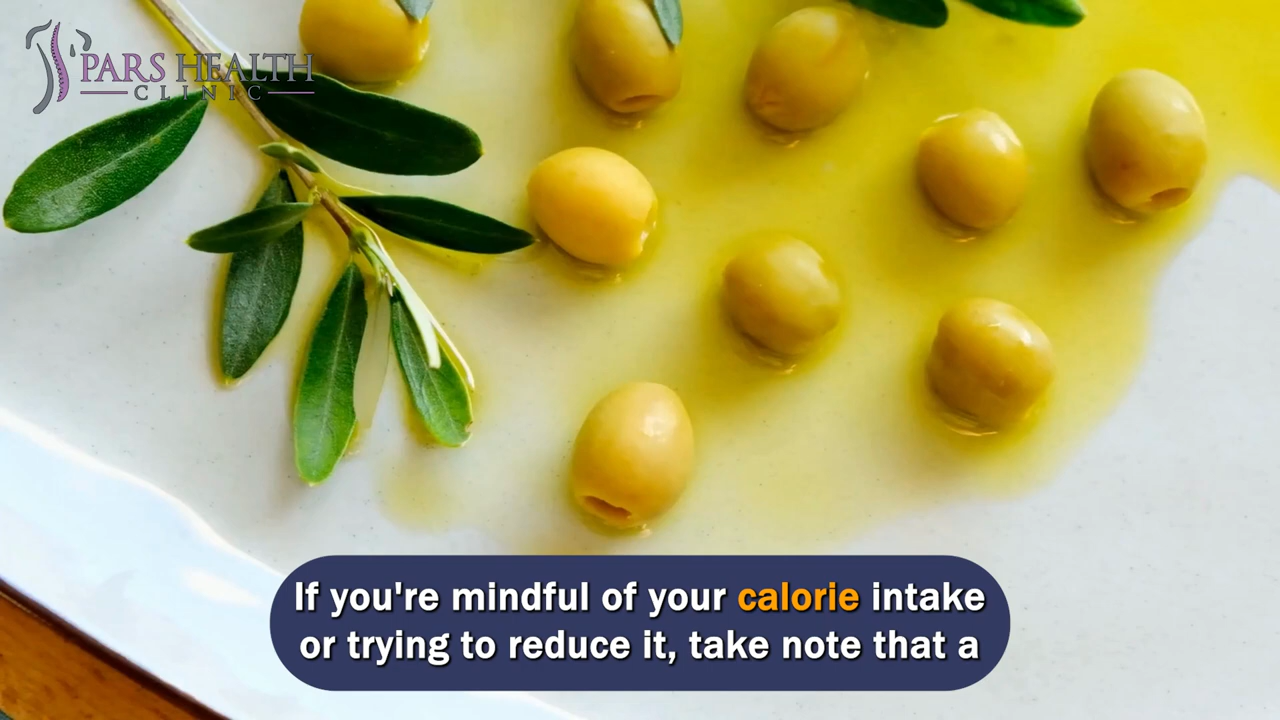 PARS HEALTH
CLINIC
If you're mindful of your calorie intake
or trying to reduce it, take note that a